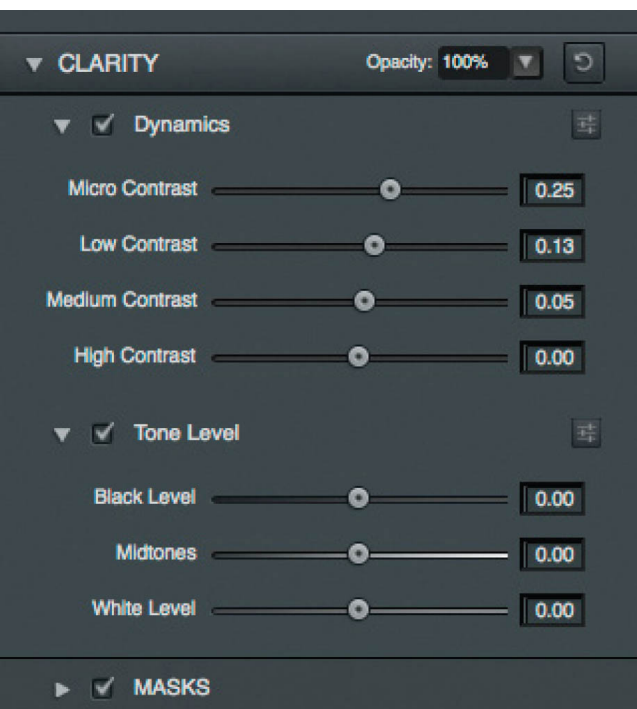 CLARITY Opacity: 100%
Dynamics
Micro Contrast 0.25
Low Contrast 0.13
Medium Contrast 0.05
High Contrast 0.00
Tone Level
Black Level 0.00
Midtones 0.00
White Level 0.00
MASKS